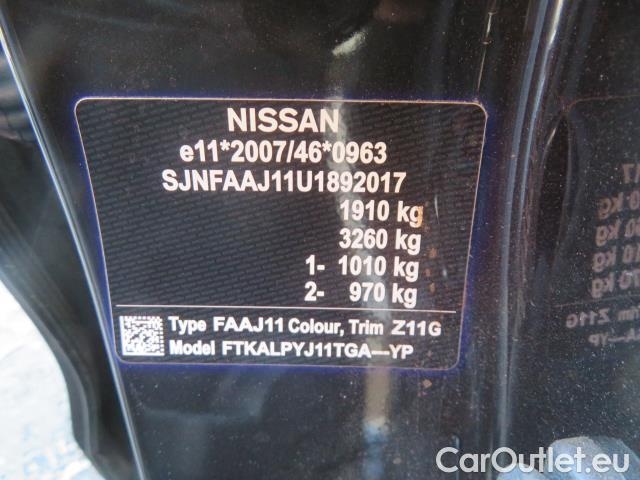 NISSAN
e11*2007/46*0963
SJNFAAJ11U1892017
1910 kg
3260 kg
1- 1010 kg
2- 970 kg
Type FAAJ11 Colour, Trim Z11G
Model FTKALPYJ11TGA---YP
CarOutlet.eu